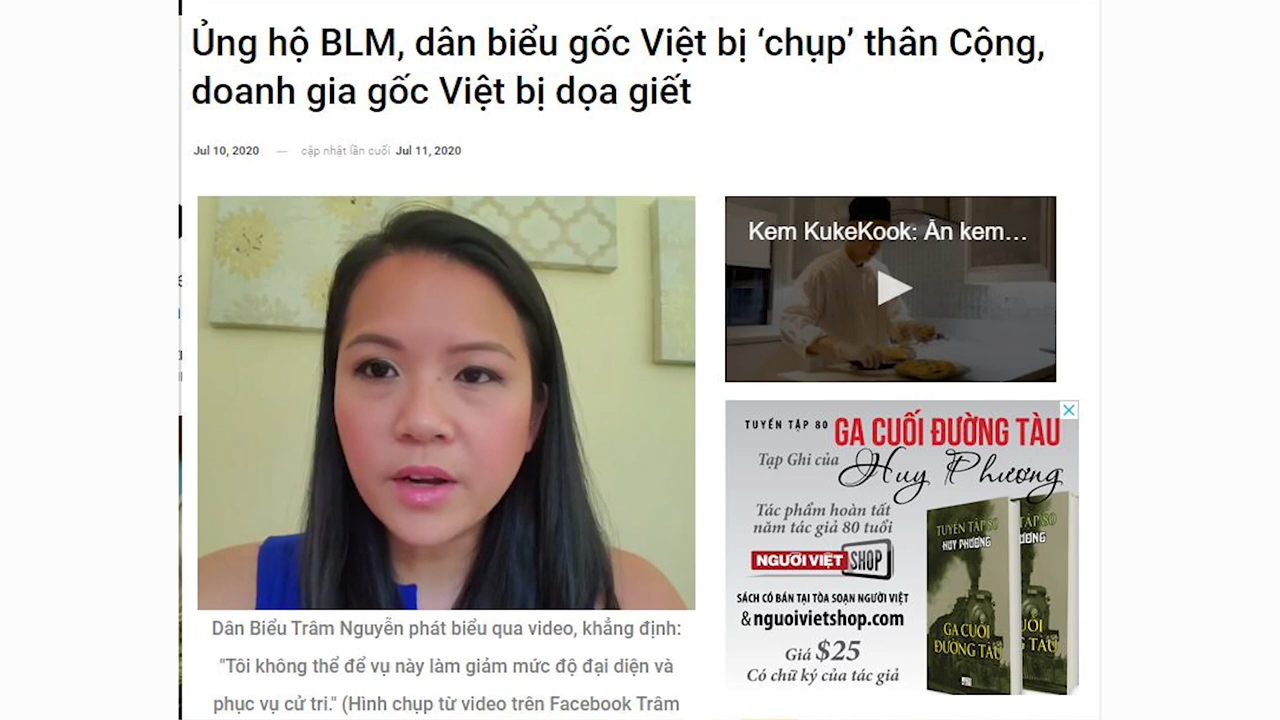 Ủng hộ BLM, dân biểu gốc Việt bị ‘chụp’ thân Cộng,
doanh gia gốc Việt bị dọa giết
Jul 10, 2020 — cập nhật lần cuối Jul 11, 2020
Dân Biểu Trâm Nguyễn phát biểu qua video, khẳng định:
"Tôi không thể để vụ này làm giảm mức độ đại diện và
phục vụ cử tri." (Hình chụp từ video trên Facebook Trâm
Kem KukeKook: Ăn kem...
TUYỂN TẬP 80 GA CUỐI ĐƯỜNG TÀU
Tạp Ghi của Huy Phương
Tác phẩm hoàn tất
năm tác giả 80 tuổi
NGƯỜI VIỆT SHOP
SÁCH CÓ BÁN TẠI TÒA SOẠN NGƯỜI VIỆT
& nguoivietshop.com
Giá $25
Có chữ ký của tác giả
TUYỂN TẬP 80
HUY PHƯƠNG
GA CUỐI
ĐƯỜNG TÀU